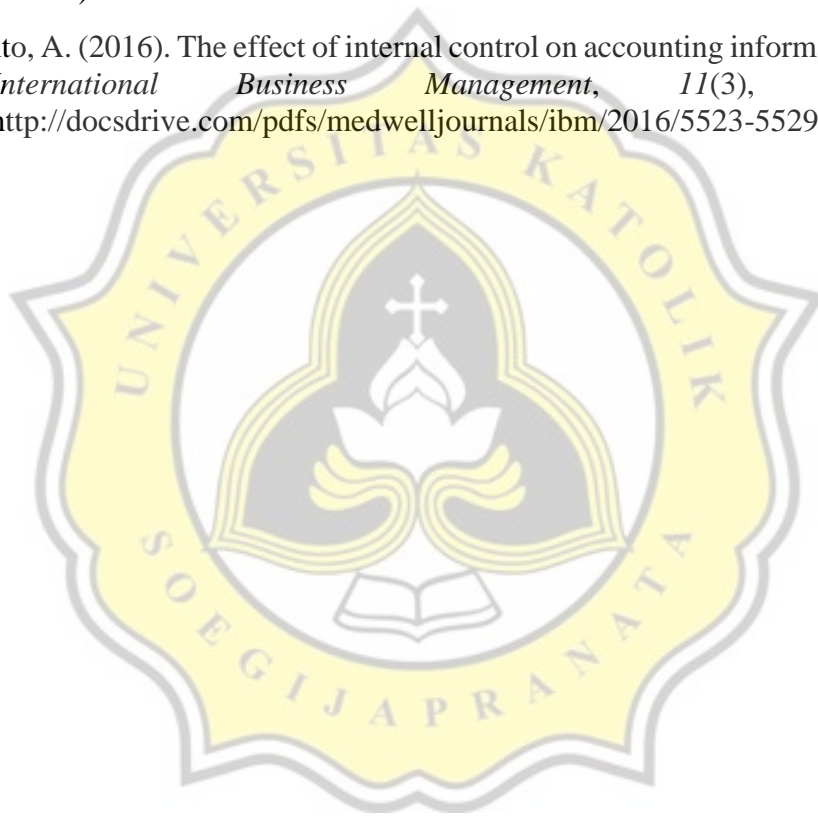 to, A. (2016). The effect of internal control on accounting inform
nternational Business Management, 11(3),
http://docsdrive.com/pdfs/medwelljournals/ibm/2016/5523-5529
UNIVERSITAS KATOLIK
SOEGIJAPRANATA